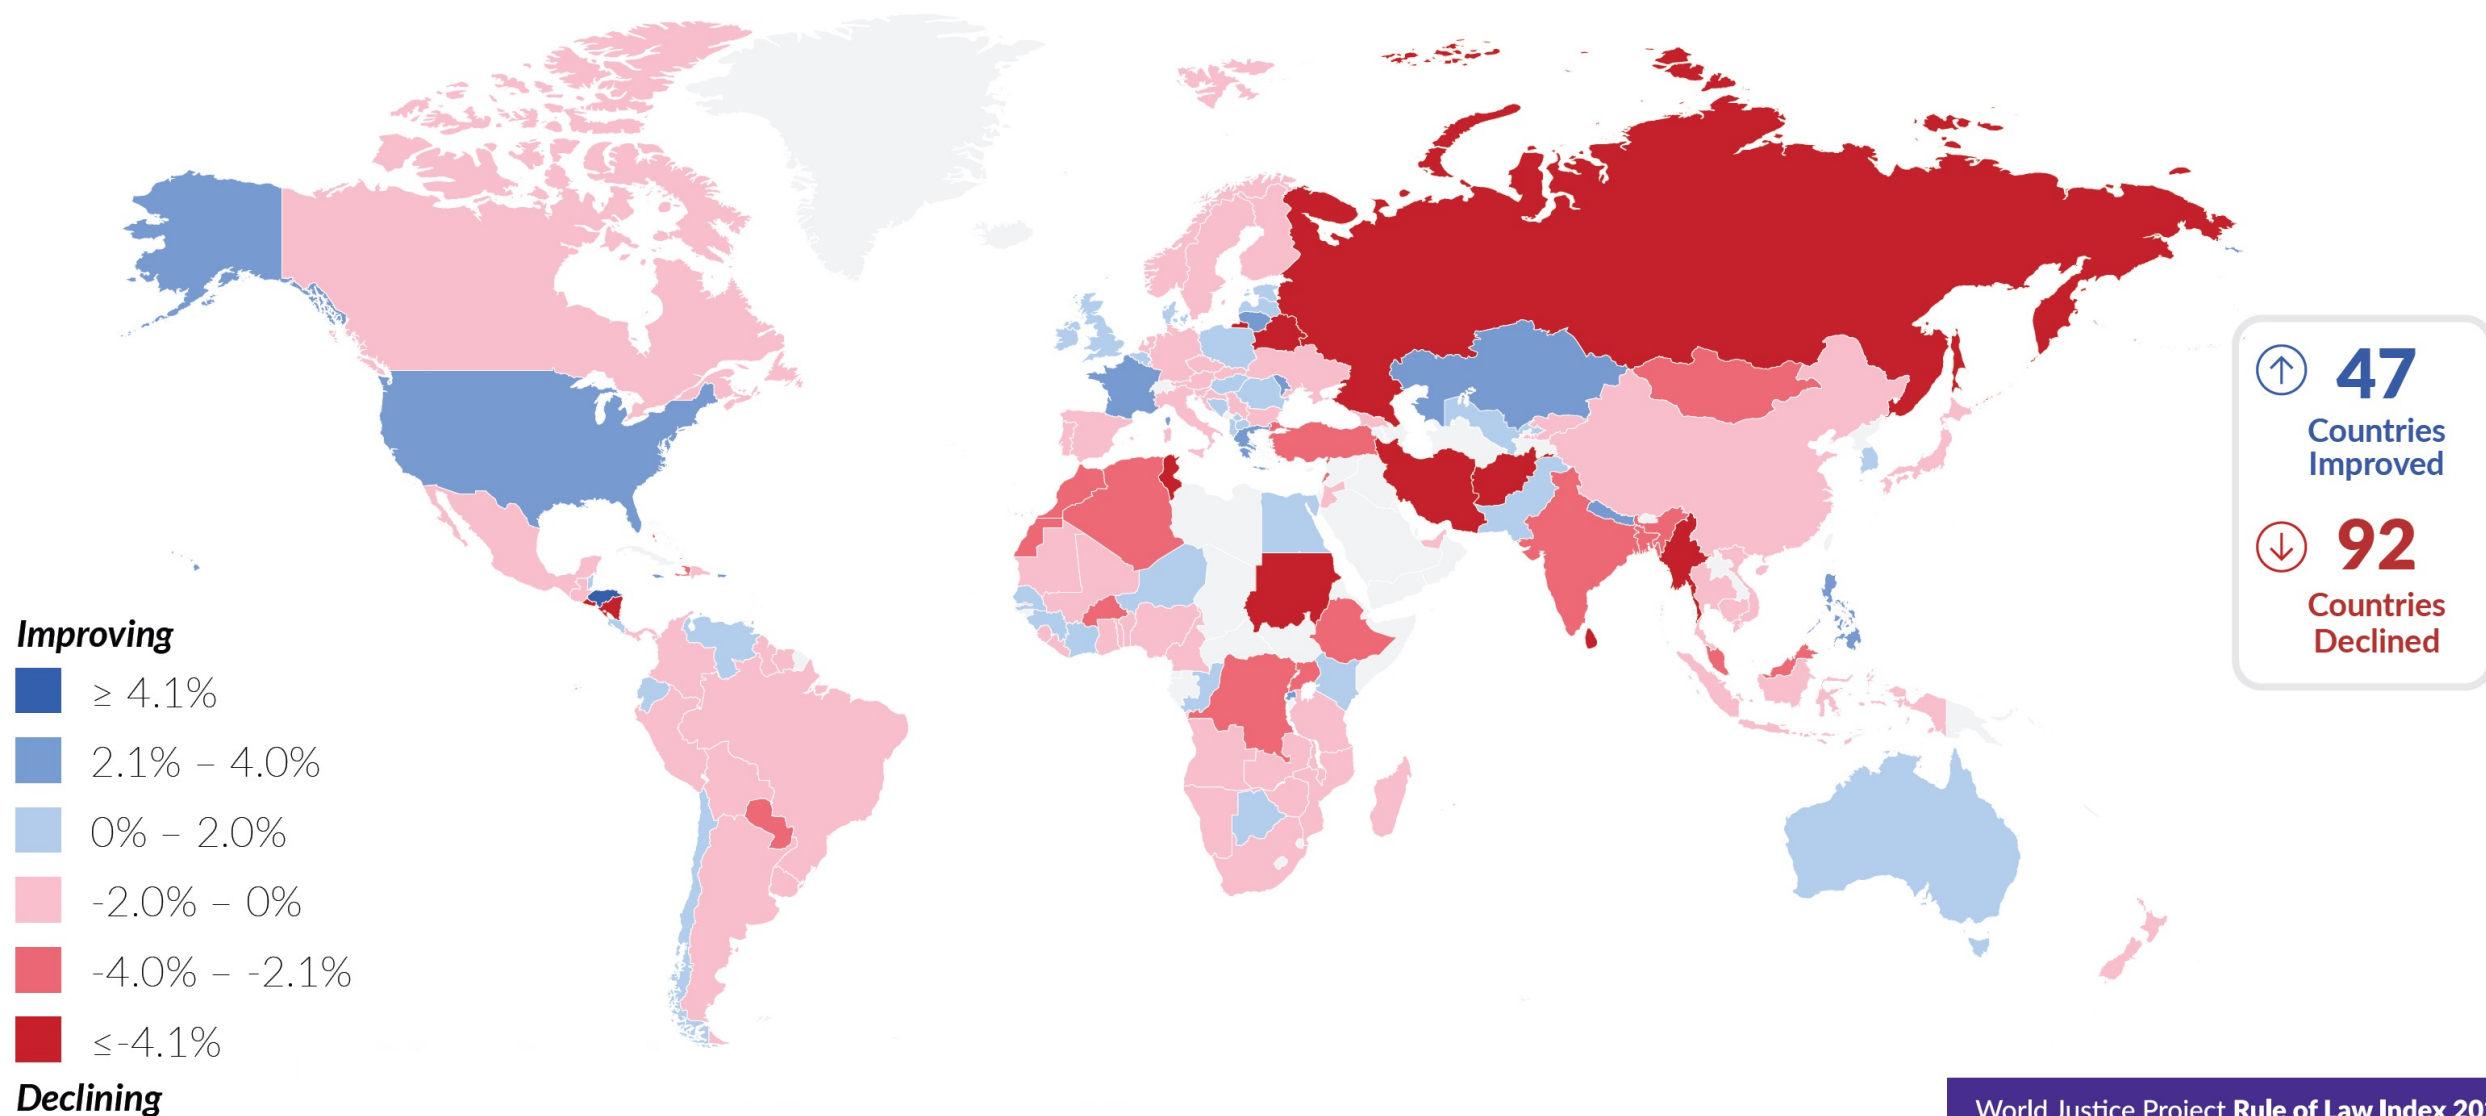 Improving
≥ 4.1%
2.1% – 4.0%
0% – 2.0%
-2.0% – 0%
-4.0% – -2.1%
≤-4.1%
Declining
47
Countries
Improved
92
Countries
Declined
World Justice Project Rule of Law Index